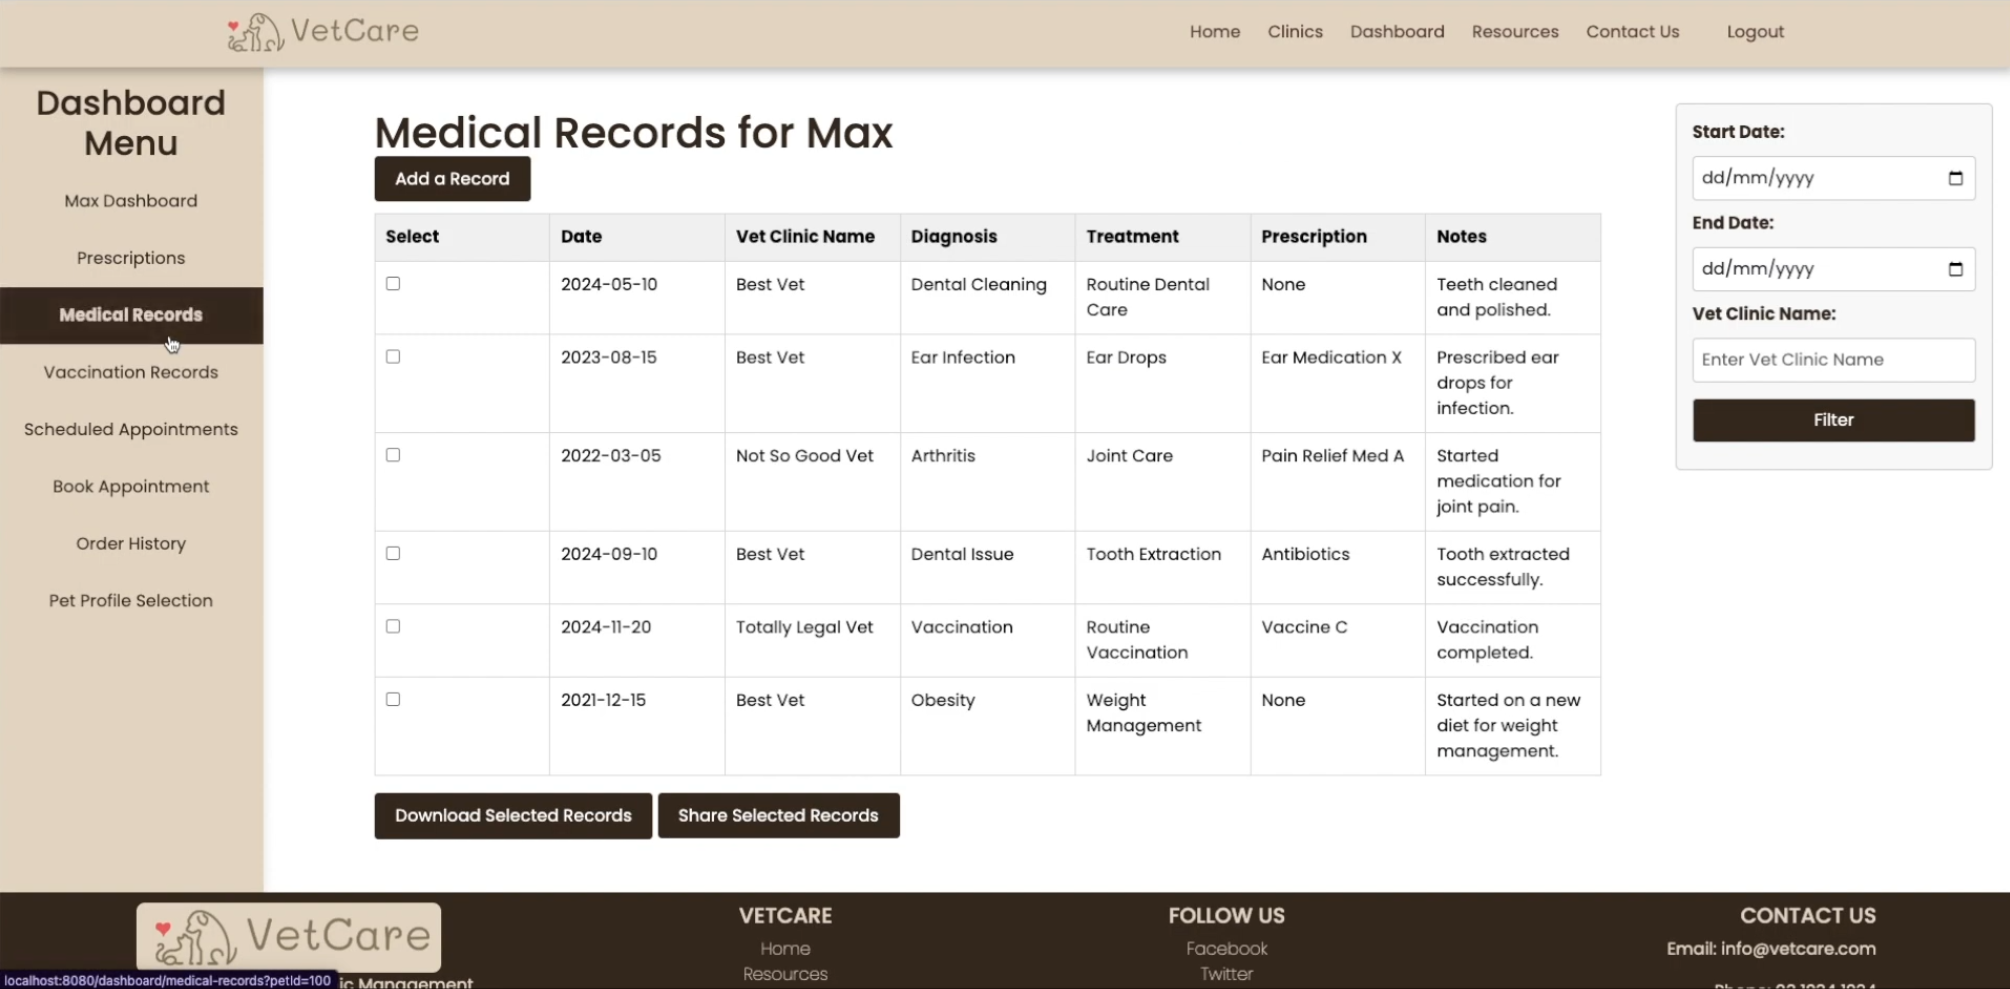 VetCare
Home
Clinics
Dashboard
Resources
Contact Us
Logout
Dashboard
Menu
Max Dashboard
Prescriptions
Medical Records
Vaccination Records
Scheduled Appointments
Book Appointment
Order History
Pet Profile Selection
Medical Records for Max
Add a Record
Select Date Vet Clinic Name Diagnosis Treatment Prescription Notes
2024-05-10 Best Vet Dental Cleaning Routine Dental Care None Teeth cleaned and polished.
2023-08-15 Best Vet Ear Infection Ear Drops Ear Medication X Prescribed ear drops for infection.
2022-03-05 Not So Good Vet Arthritis Joint Care Pain Relief Med A Started medication for joint pain.
2024-09-10 Best Vet Dental Issue Tooth Extraction Antibiotics Tooth extracted successfully.
2024-11-20 Totally Legal Vet Vaccination Routine Vaccination Vaccine C Vaccination completed.
2021-12-15 Best Vet Obesity Weight Management None Started on a new diet for weight management.
Download Selected Records
Share Selected Records
Start Date:
dd/mm/yyyy
End Date:
dd/mm/yyyy
Vet Clinic Name:
Enter Vet Clinic Name
Filter
VetCare
VETCARE
Home
Resources
FOLLOW US
Facebook
Twitter
CONTACT US
Email: info@vetcare.com
localhost:8080/dashboard/medical-records?petId=100
Management